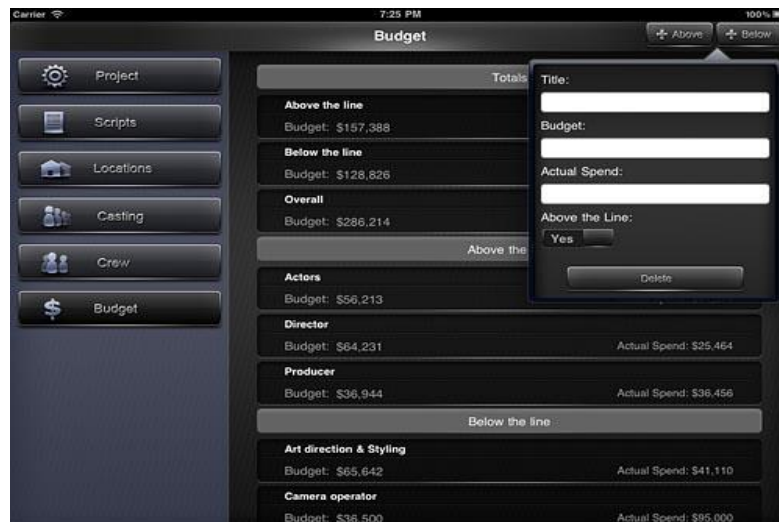 Carrier 7:25 PM 100%
Budget
Above Below
Project
Scripts
Locations
Casting
Crew
Budget
Totals
Above the line
Budget: $157,388
Below the line
Budget: $128,826
Overall
Budget: $286,214
Above the
Actors
Budget: $56,213
Director
Budget: $64,231 Actual Spend: $25,464
Producer
Budget: $36,944 Actual Spend: $36,456
Below the line
Art direction & Styling
Budget: $65,642 Actual Spend: $41,110
Camera operator
Budget: $36,500 Actual Spend: $95,000
Title:
Budget:
Actual Spend:
Above the Line:
Yes
Delete